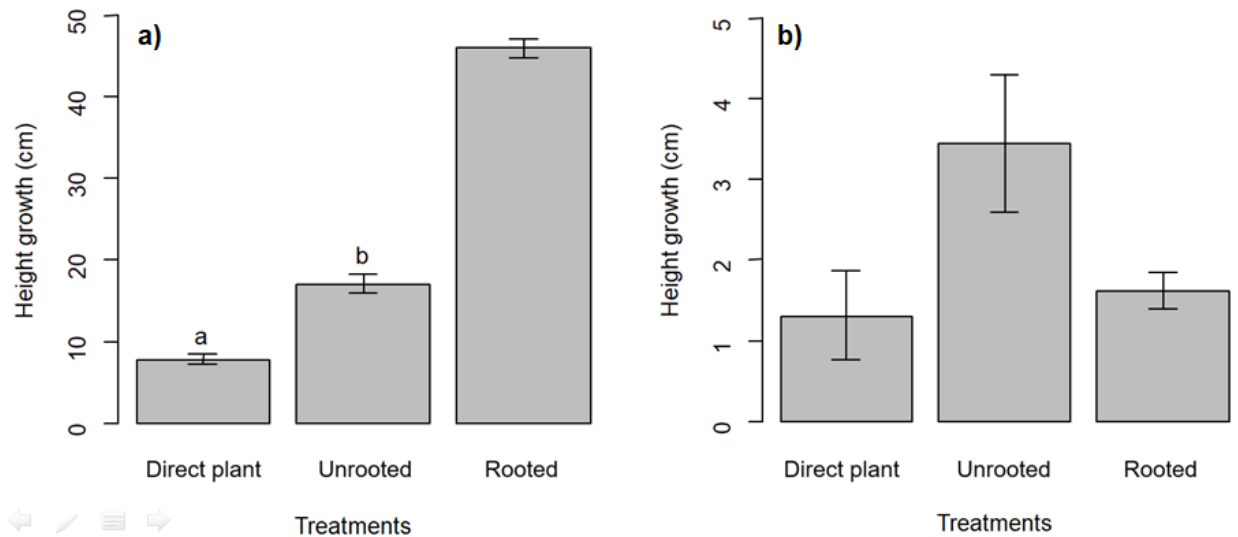 a)
Height growth (cm)
50
40
30
20
10
0
a
b
Direct plant Unrooted Rooted
Treatments
b)
Height growth (cm)
5
4
3
2
1
0
Direct plant Unrooted Rooted
Treatments